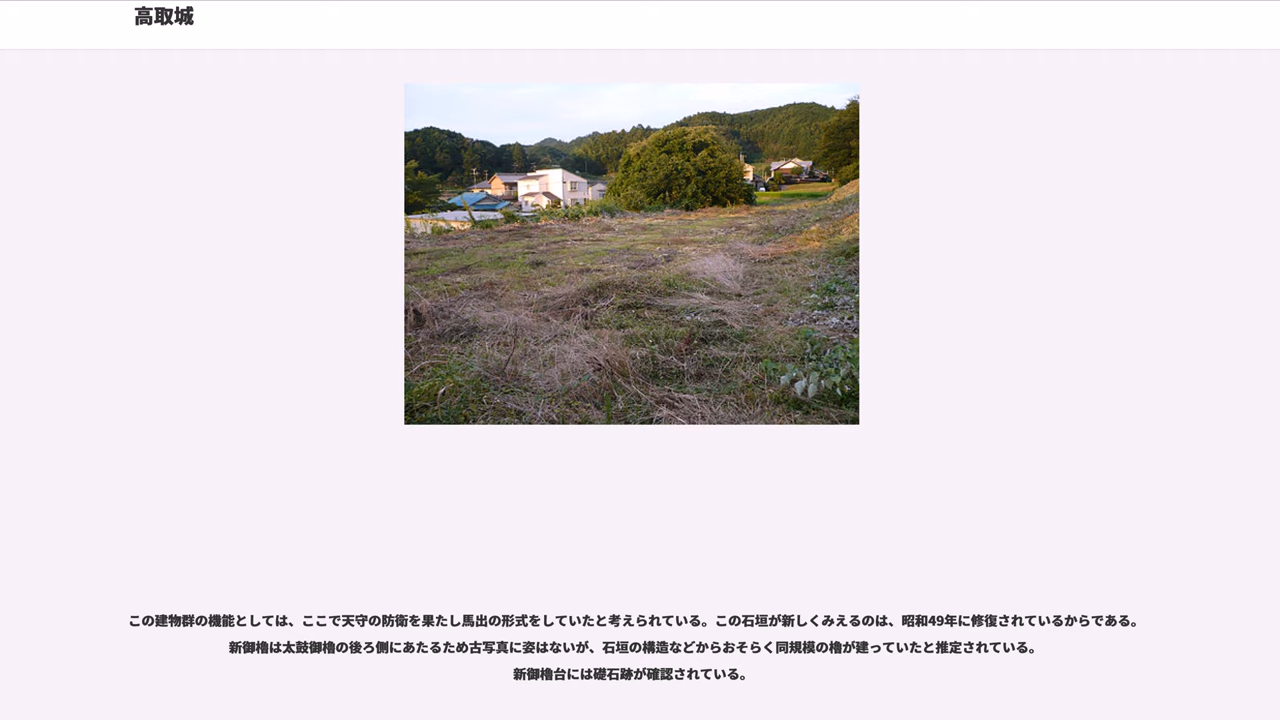 高取城
この建物群の機能としては、ここで天守の防衛を果たし馬出の形式をしていたと考えられている。この石垣が新しくみえるのは、昭和49年に修復されているからである。
新御櫓は太鼓御櫓の後ろ側にあたるため古写真に姿はないが、石垣の構造などからおそらく同規模の櫓が建っていたと推定されている。
新御櫓台には礎石跡が確認されている。